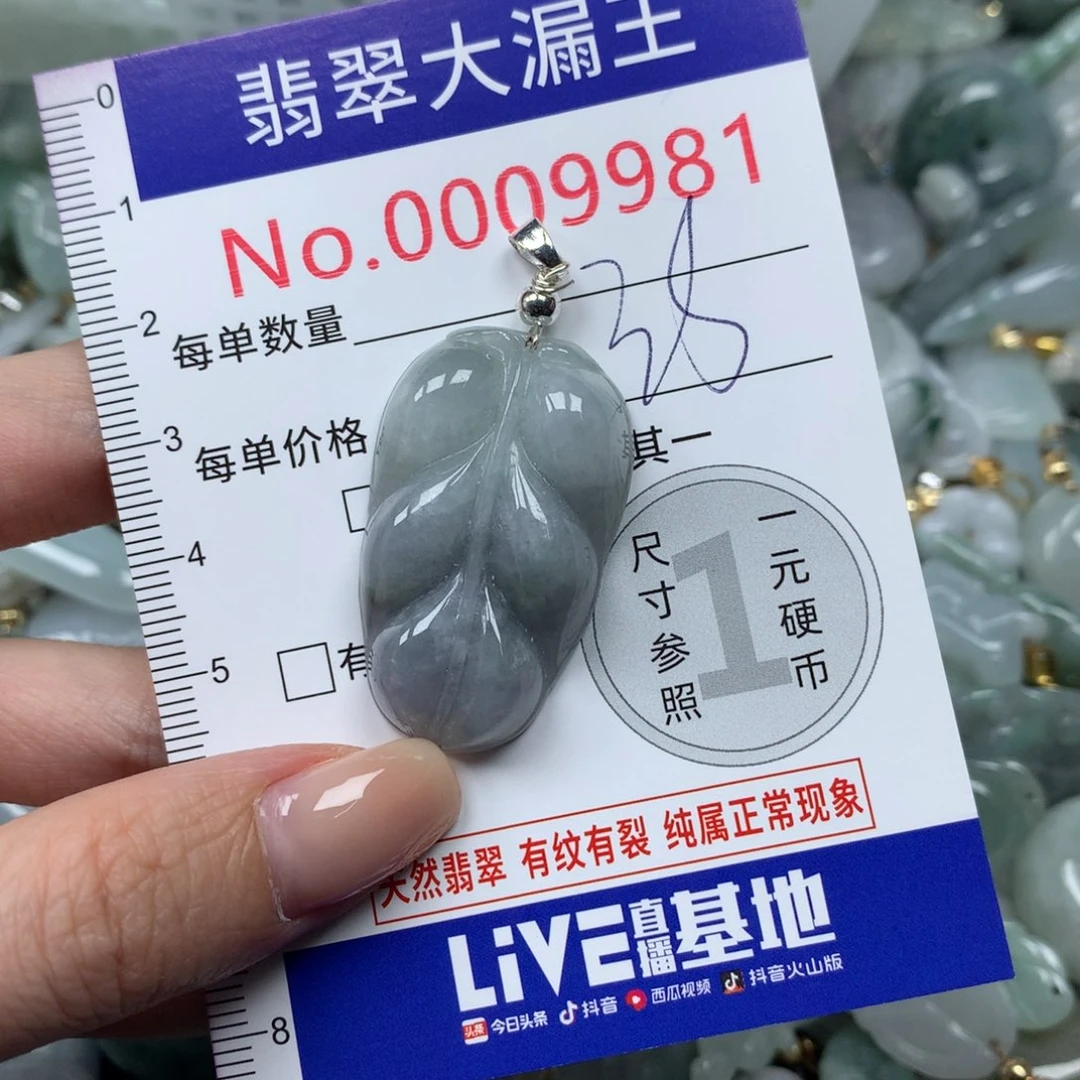 翡翠大漏王
No.0009981
每单数量
38
每单价格
其一
有
0
1
2
3
4
5
8
1
尺寸参照
一元硬币
天然翡翠 有纹有裂 纯属正常现象
LiVE直播基地
头条 今日头条 抖音 西瓜视频 抖音火山版